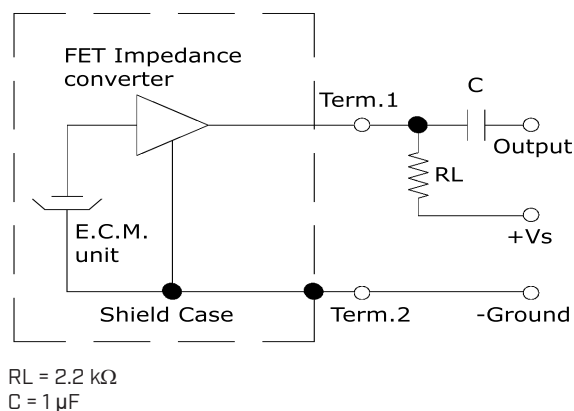 FET Impedance
converter
Term.1
C
Output
RL
+Vs
E.C.M.
unit
Shield Case
Term.2
-Ground
RL = 2.2 kΩ
C = 1 µF